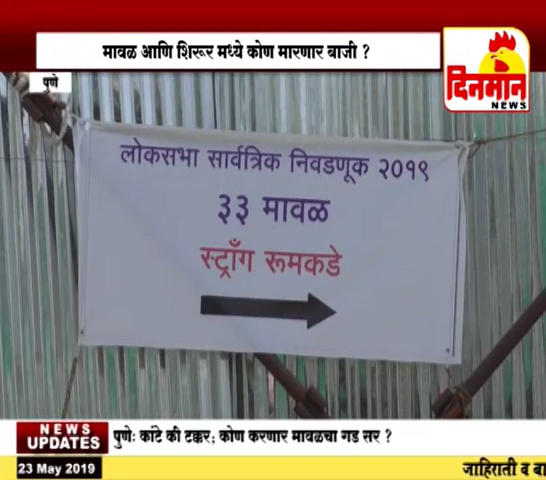 मावळ आणि शिरूर मध्ये कोण मारणार बाजी ?
दिनमान
NEWS
पुणे
लोकसभा सार्वत्रिक निवडणूक २०१९
३३ मावळ
स्ट्राँग रूमकडे
NEWS
UPDATES
पुणेः कांटे की टक्कर; कोण करणार मावळचा गड सर ?
23 May 2019
जाहिराती व